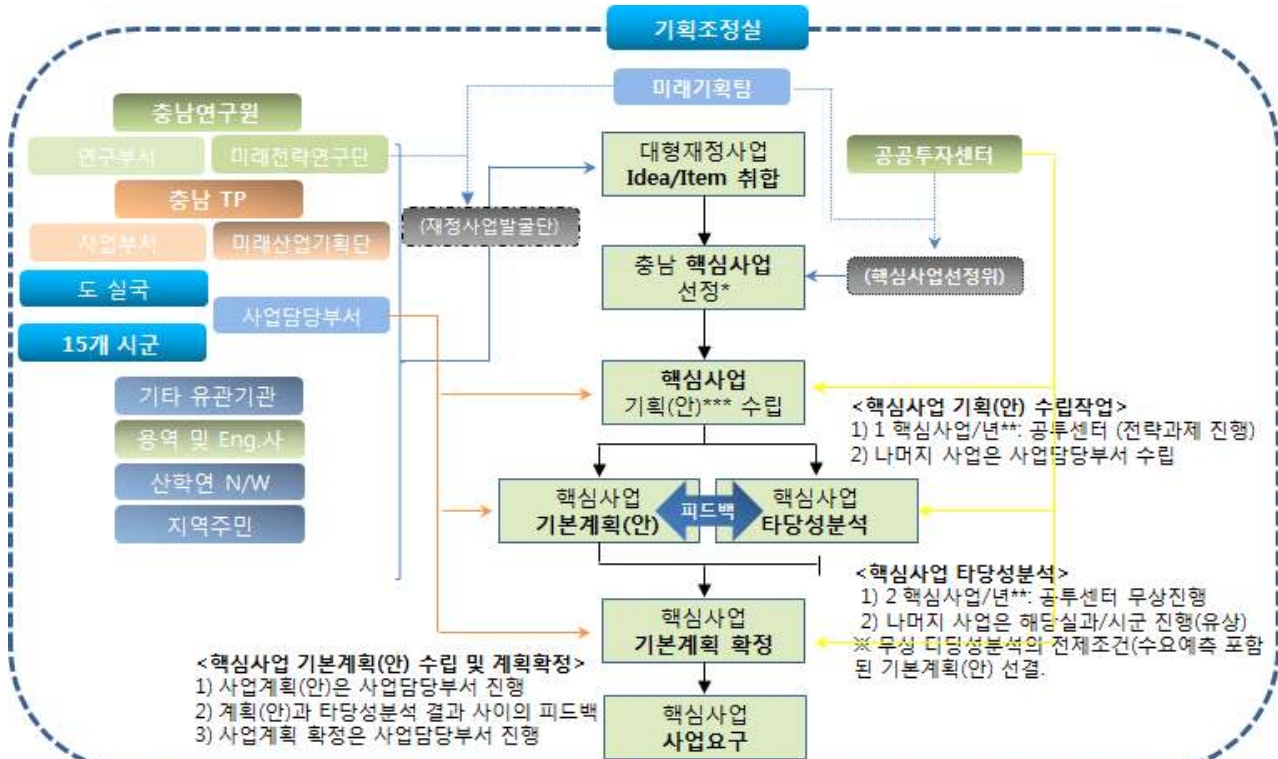 기획조정실
미래기획팀
충남연구원
연구부서
미래전략연구단
충남 TP
사업부서
미래산업기획단
도 실국
사업담당부서
15개 시군
기타 유관기관
용역 및 Eng.사
산학연 N/W
지역주민
(재정사업발굴단)
대형재정사업
Idea/Item 취합
공공투자센터
충남 핵심사업
선정*
(핵심사업선정위)
핵심사업
기획(안)*** 수립
<핵심사업 기획(안) 수립작업>
1) 1 핵심사업/년**: 공투센터 (전략과제 진행)
2) 나머지 사업은 사업담당부서 수립
핵심사업
기본계획(안)
피드백
핵심사업
타당성분석
<핵심사업 타당성분석>
1) 2 핵심사업/년**: 공투센터 무상진행
2) 나머지 사업은 해당실과/시군 진행(유상)
※ 무상 타당성분석의 전제조건(수요예측 포함
된 기본계획(안) 선결.
핵심사업
기본계획 확정
<핵심사업 기본계획(안) 수립 및 계획확정>
1) 사업계획(안)은 사업담당부서 진행
2) 계획(안)과 타당성분석 결과 사이의 피드백
3) 사업계획 확정은 사업담당부서 진행
핵심사업
사업요구